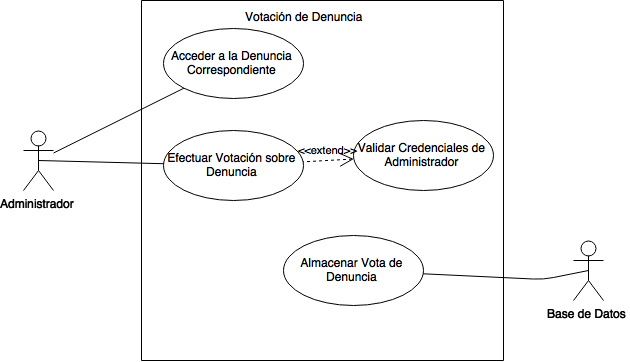 Votación de Denuncia
Acceder a la Denuncia
Correspondiente
Efectuar Votación sobre
Denuncia
<<extend>>
Validar Credenciales de
Administrador
Administrador
Almacenar Vota de
Denuncia
Base de Datos